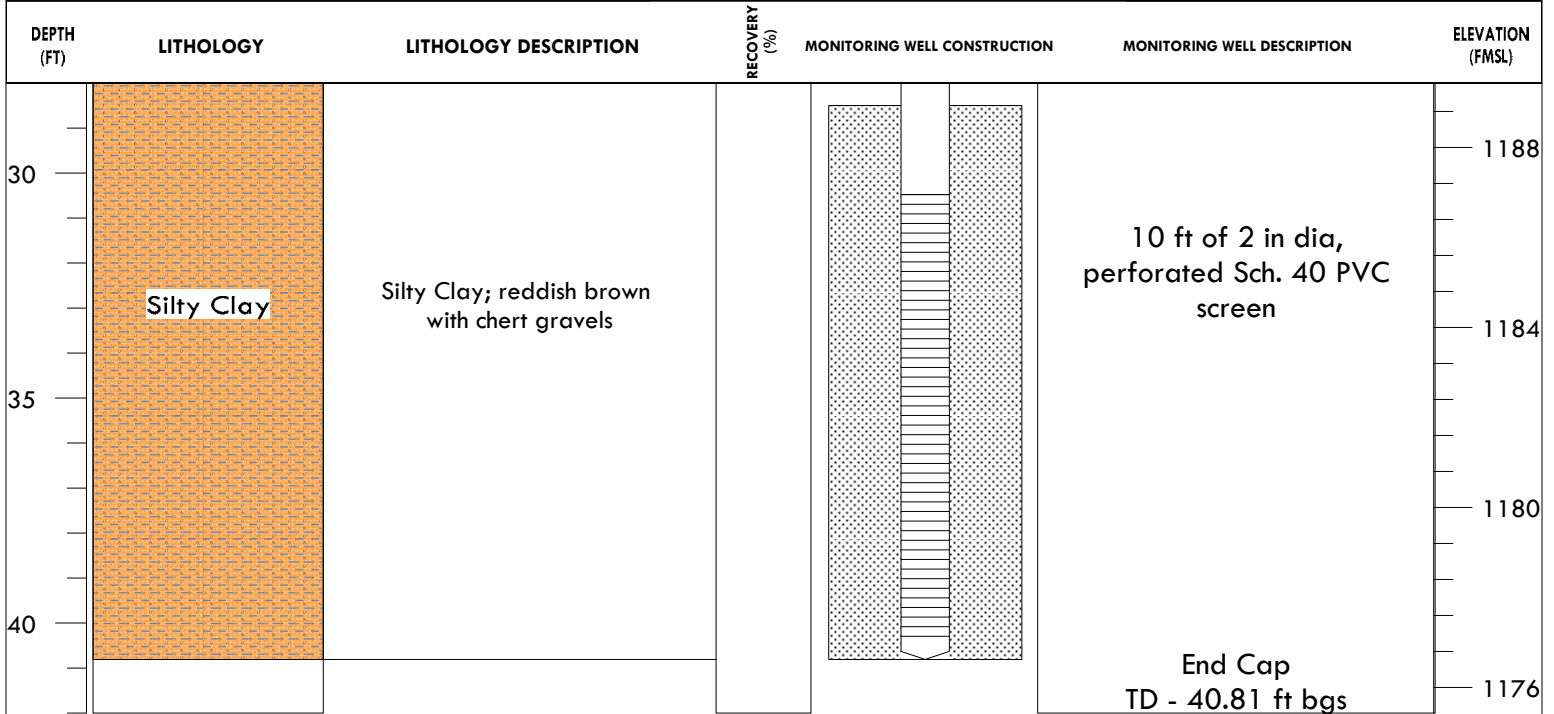 DEPTH
(FT)
LITHOLOGY
LITHOLOGY DESCRIPTION
RECOVERY
(%)
MONITORING WELL CONSTRUCTION
MONITORING WELL DESCRIPTION
ELEVATION
(FMSL)
30
35
40
Silty Clay
Silty Clay; reddish brown
with chert gravels
10 ft of 2 in dia,
perforated Sch. 40 PVC
screen
End Cap
TD - 40.81 ft bgs
1188
1184
1180
1176